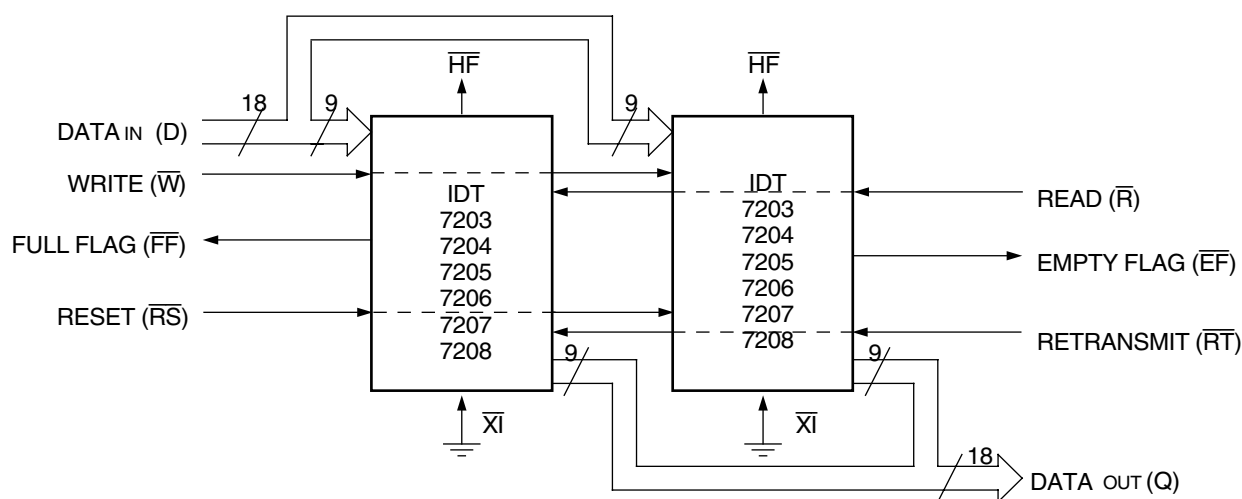 HF HF
18 9 9
DATA IN (D)
WRITE (W)
FULL FLAG (FF)
RESET (RS)
IDT
7203
7204
7205
7206
7207
7208
9
XI
IDT
7203
7204
7205
7206
7207
7208
9
XI
READ (R)
EMPTY FLAG (EF)
RETRANSMIT (RT)
18
DATA OUT (Q)